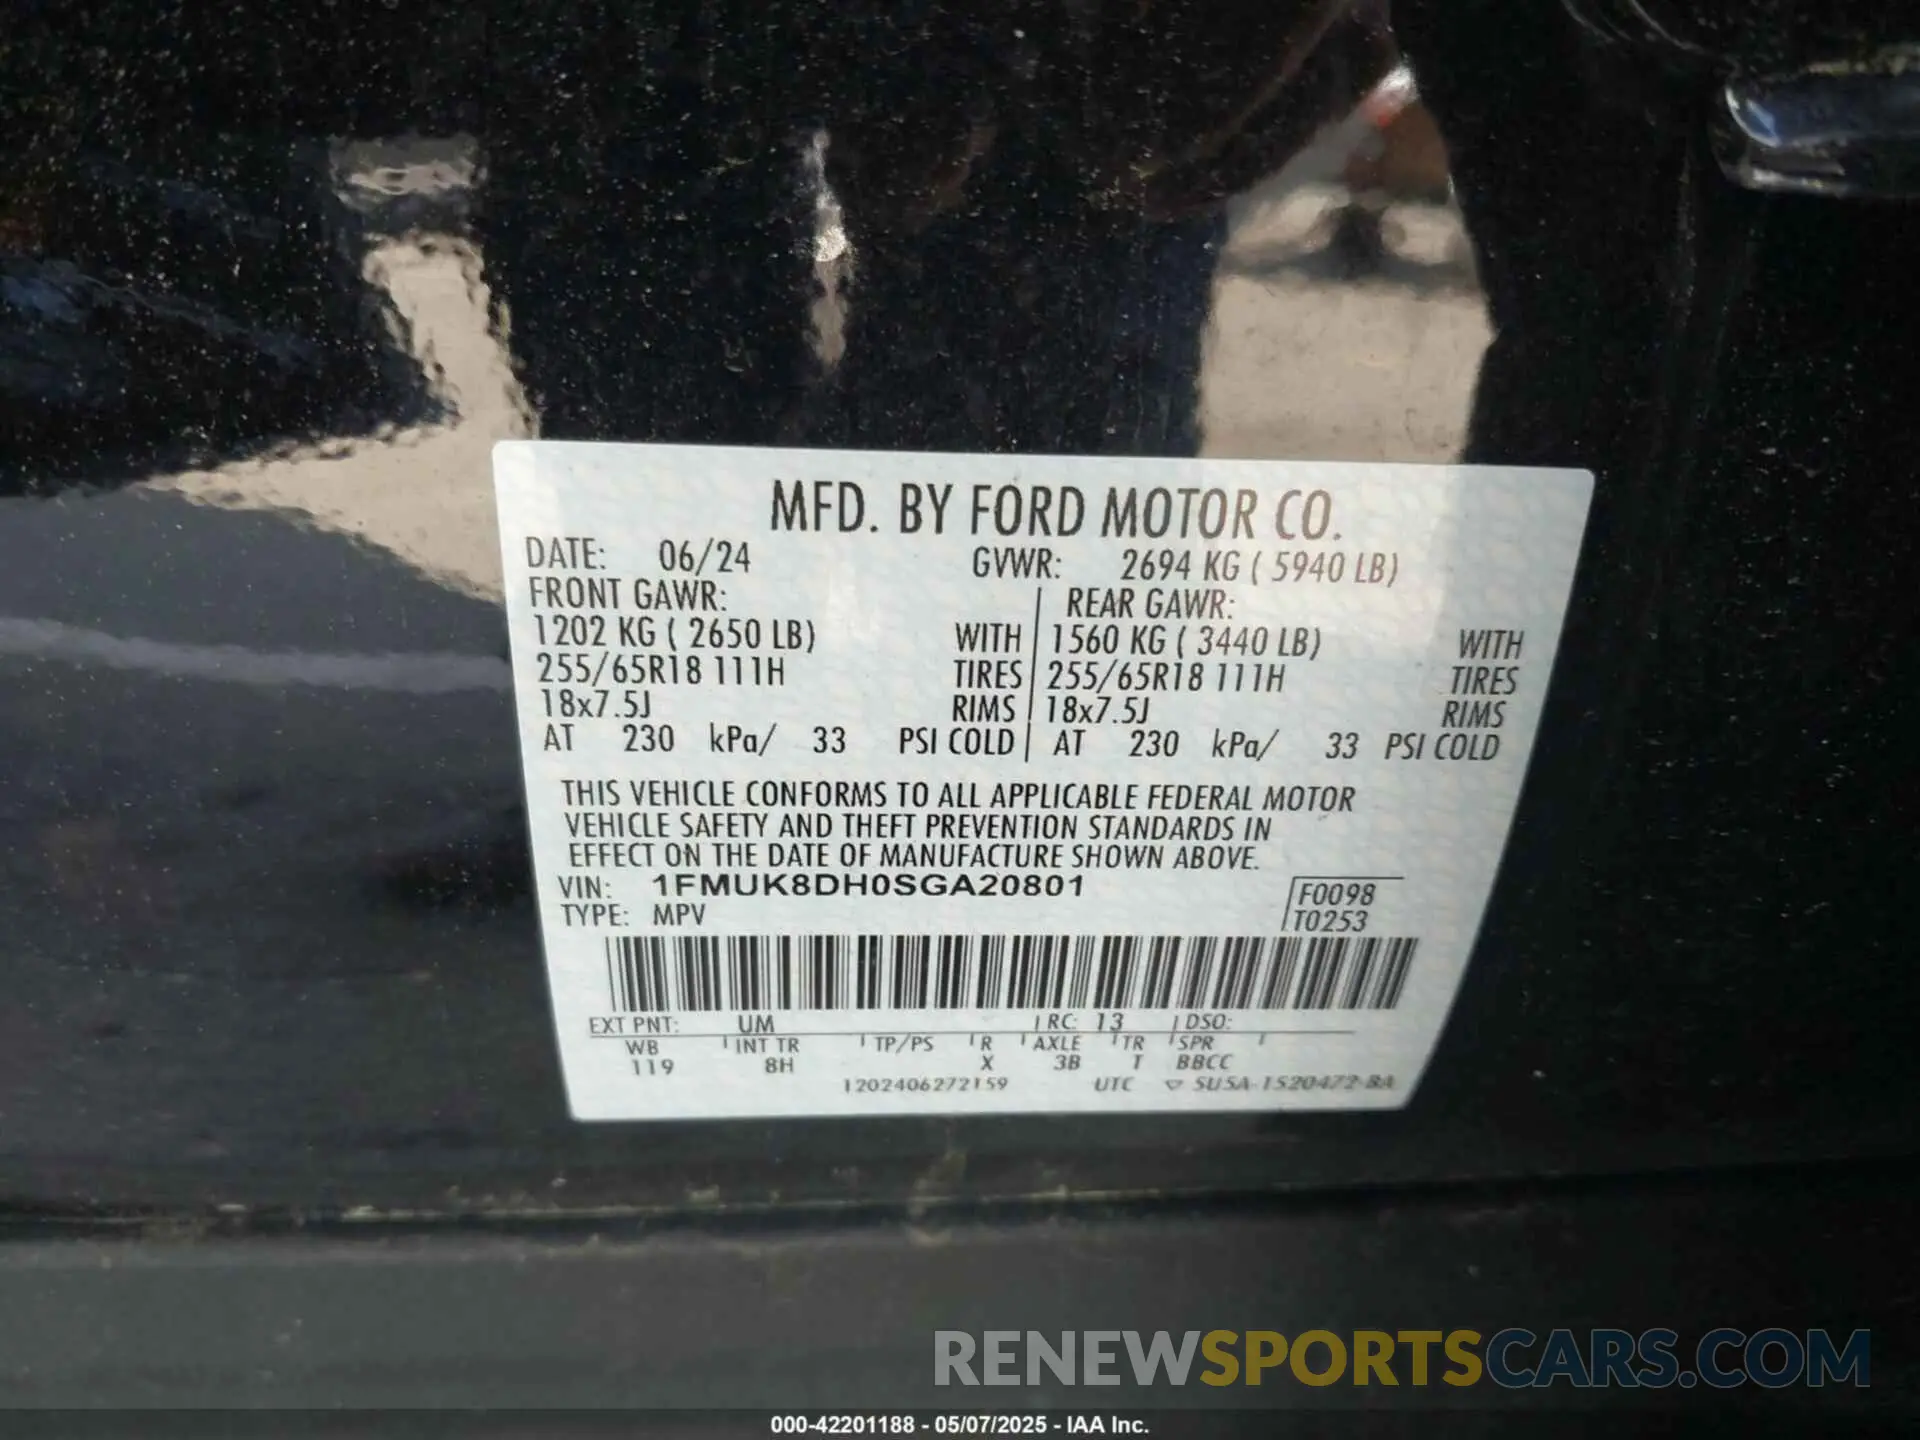 MFD. BY FORD MOTOR CO.
DATE: 06/24 GVWR: 2694 KG ( 5940 LB)
FRONT GAWR: REAR GAWR:
1202 KG ( 2650 LB) WITH 1560 KG ( 3440 LB) WITH
255/65R18 111H TIRES 255/65R18 111H TIRES
18x7.5J RIMS 18x7.5J RIMS
AT 230 kPa/ 33 PSI COLD AT 230 kPa/ 33 PSI COLD
THIS VEHICLE CONFORMS TO ALL APPLICABLE FEDERAL MOTOR
VEHICLE SAFETY AND THEFT PREVENTION STANDARDS IN
EFFECT ON THE DATE OF MANUFACTURE SHOWN ABOVE.
VIN: 1FMUK8DH0SGA20801 F0098
TYPE: MPV T0253
EXT PNT: UM RC: 13 DSO:
WB INT TR TP/PS R AXLE TR SPR
119 8H X 3B T BBCC
1202406272159 UTC SU5A-1520472-BA
RENEWSPORTSCARS.COM
000-42201188 - 05/07/2025 - IAA Inc.